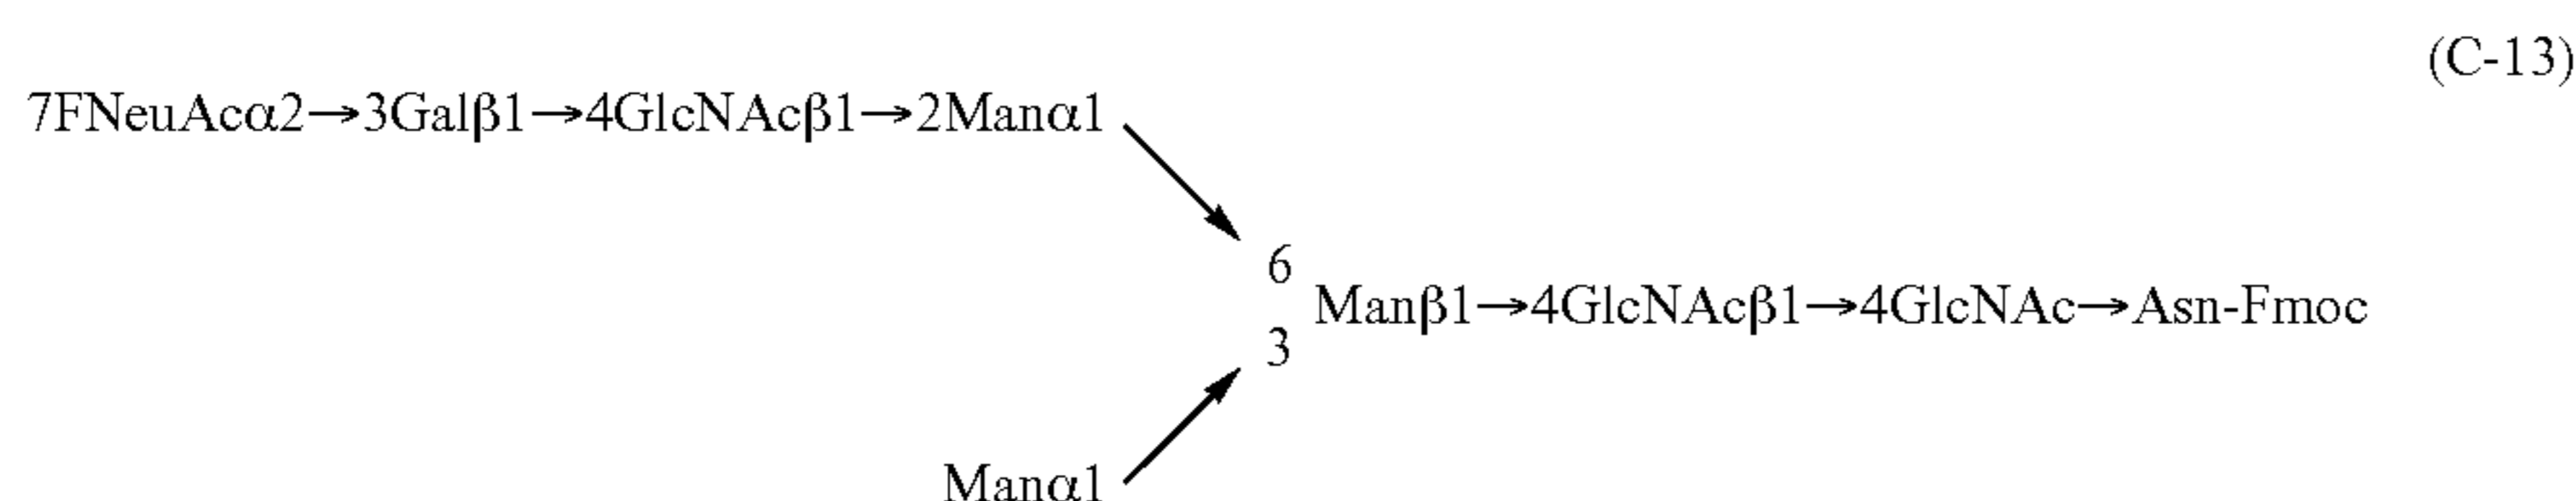 (C-13)
7FNeuAcα2→3Galβ1→4GlcNAcβ1→2Manα1
6
Manβ1→4GlcNAcβ1→4GlcNAc→Asn-Fmoc
3
Manα1